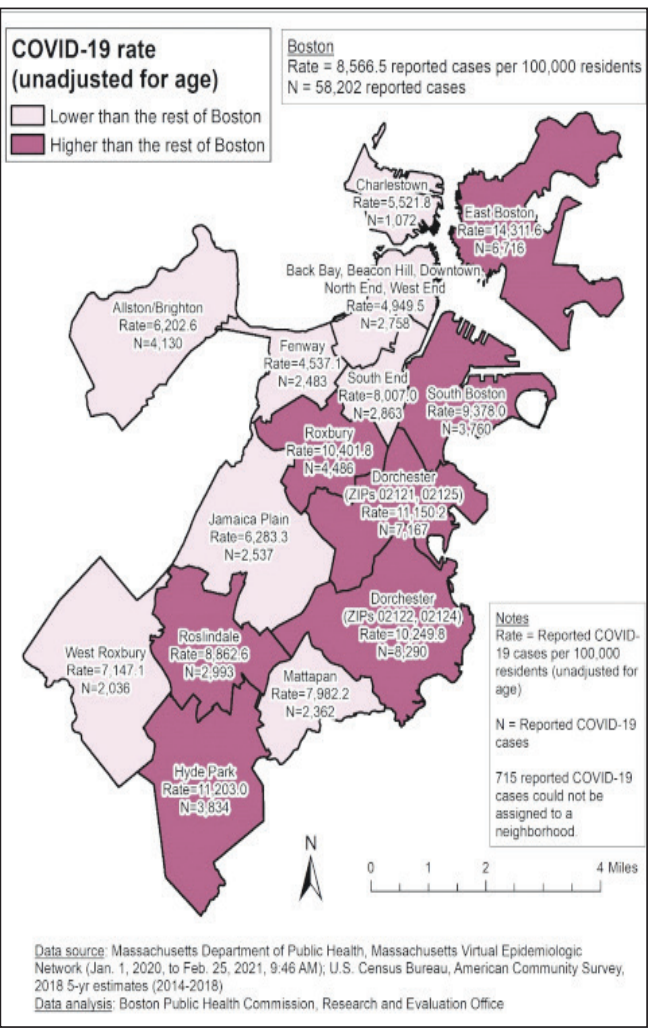 COVID-19 rate
(unadjusted for age)
Lower than the rest of Boston
Higher than the rest of Boston
Boston
Rate = 8,566.5 reported cases per 100,000 residents
N = 58,202 reported cases
Charlestown
Rate=5,521.8
N=1,072
East Boston
Rate=14,311.6
N=6,716
Back Bay, Beacon Hill, Downtown,
North End, West End
Rate=4,949.5
N=2,758
Allston/Brighton
Rate=6,202.6
N=4,130
Fenway
Rate=4,537.1
N=2,483
South End
Rate=8,007.0
N=2,863
South Boston
Rate=9,378.0
N=3,760
Roxbury
Rate=10,401.8
N=4,486
Dorchester
(ZIPs 02121, 02125)
Rate=11,150.2
N=7,167
Jamaica Plain
Rate=6,283.3
N=2,537
Dorchester
(ZIPs 02122, 02124)
Rate=10,249.8
N=8,290
Roslindale
Rate=8,862.6
N=2,993
West Roxbury
Rate=7,147.1
N=2,036
Mattapan
Rate=7,982.2
N=2,362
Hyde Park
Rate=11,203.0
N=3,834
Notes
Rate = Reported COVID-
19 cases per 100,000
residents (unadjusted for
age)
N = Reported COVID-19
cases
715 reported COVID-19
cases could not be
assigned to a
neighborhood.
N
0 1 2 4 Miles
Data source: Massachusetts Department of Public Health, Massachusetts Virtual Epidemiologic
Network (Jan. 1, 2020, to Feb. 25, 2021, 9:46 AM); U.S. Census Bureau, American Community Survey,
2018 5-yr estimates (2014-2018)
Data analysis: Boston Public Health Commission, Research and Evaluation Office